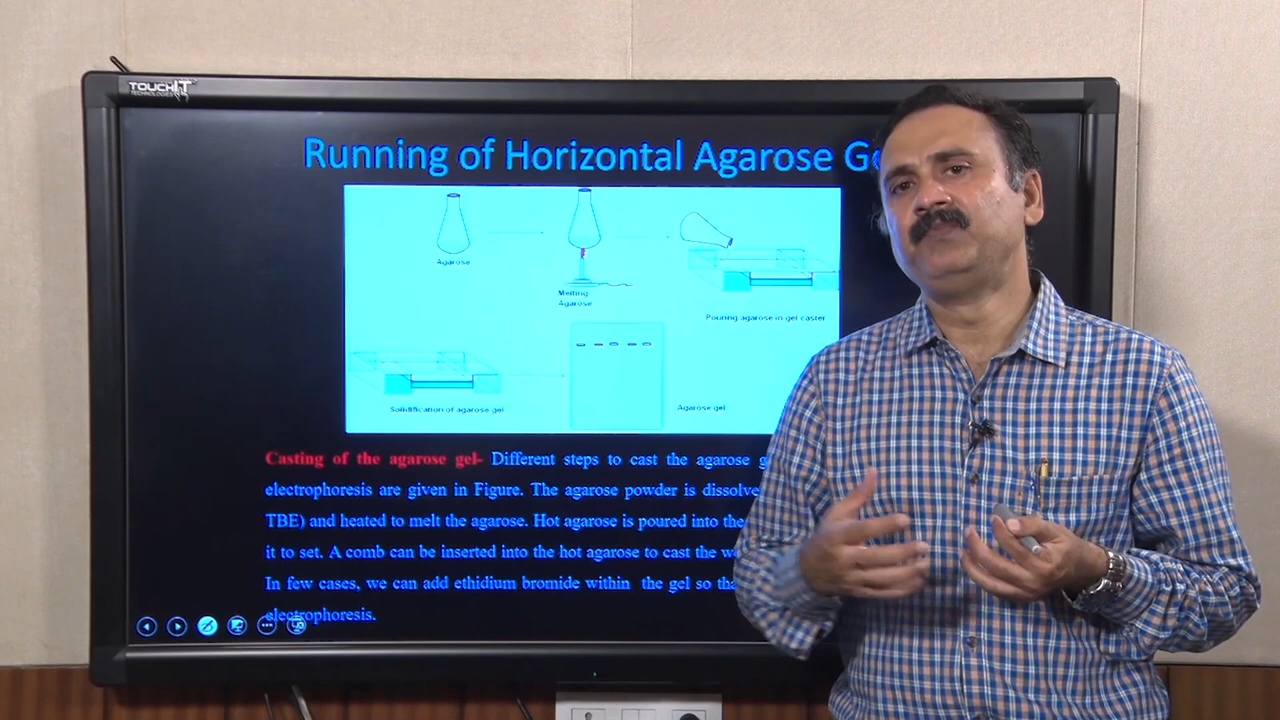 TOUCHIT
TECHNOLOGIES
Running of Horizontal Agarose
Agarose
Melting
Agarose
Pouring agarose in gel caster
Solidification of agarose gel
Agarose gel
Casting of the agarose gel- Different steps to cast the agarose
electrophoresis are given in Figure. The agarose powder is
TBE) and heated to melt the agarose. Hot agarose is poured into the
it to set. A comb can be inserted into the hot agarose to cast the
In few cases, we can add ethidium bromide within the gel so
electrophoresis.